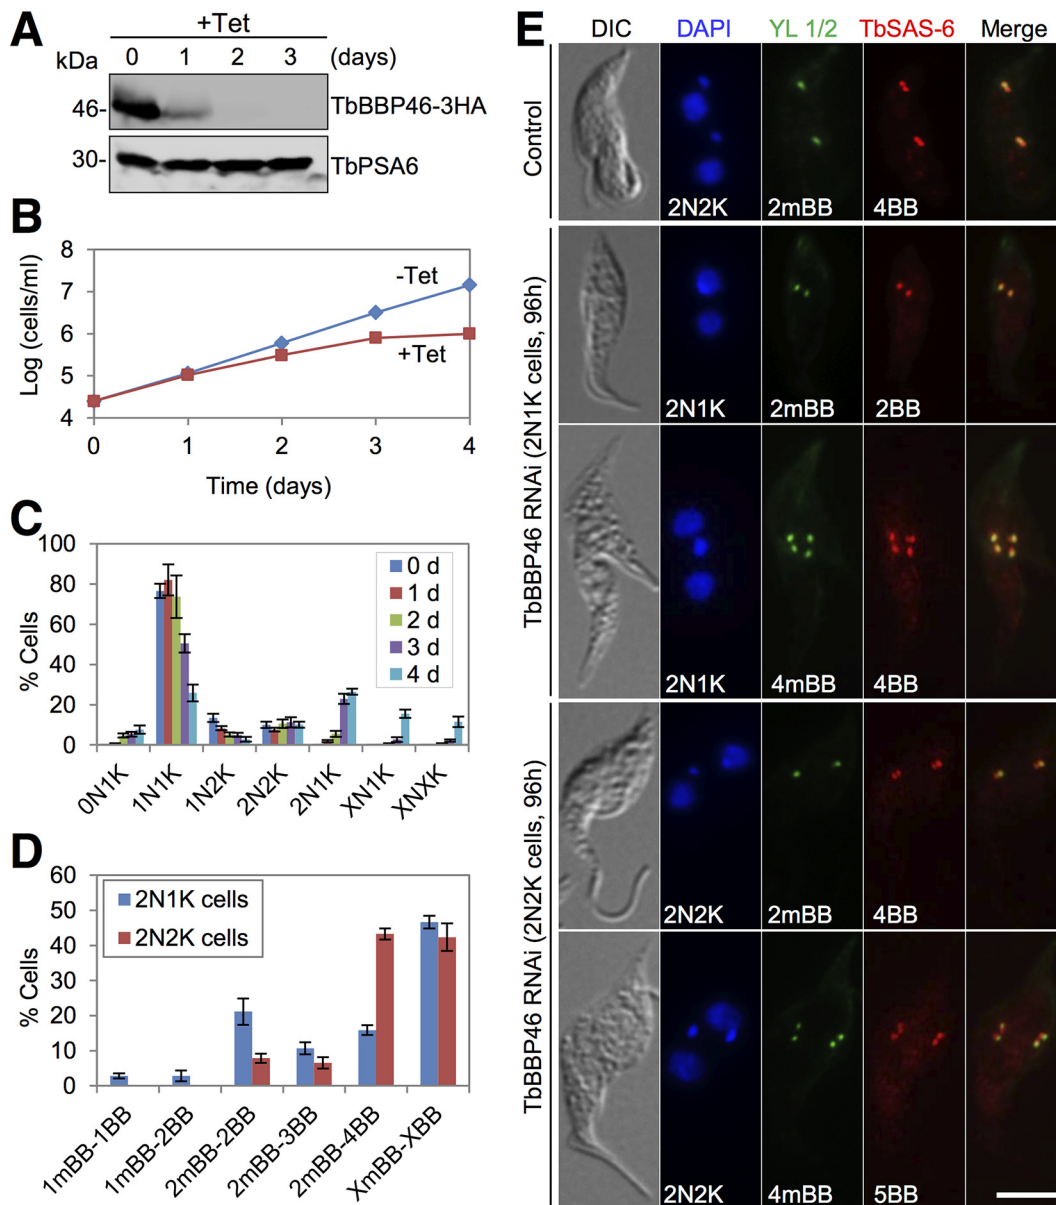 A
+Tet
kDa 0 1 2 3 (days)
46- TbBBP46-3HA
30- TbPSA6
B
8
7
6
5
4
Log (cells/ml)
-Tet
+Tet
0 1 2 3 4
Time (days)
C
100
80
60
40
20
0
% Cells
0 d
1 d
2 d
3 d
4 d
0N1K 1N1K 1N2K 2N2K 2N1K XN1K XNXK
D
60
50
40
30
20
10
0
% Cells
2N1K cells
2N2K cells
1mBB-1BB 1mBB-2BB 2mBB-2BB 2mBB-3BB 2mBB-4BB XmBB-XBB
E
DIC DAPI YL 1/2 TbSAS-6 Merge
Control
2N2K 2mBB 4BB
TbBBP46 RNAi (2N1K cells, 96h)
2N1K 2mBB 2BB
2N1K 4mBB 4BB
TbBBP46 RNAi (2N2K cells, 96h)
2N2K 2mBB 4BB
2N2K 4mBB 5BB